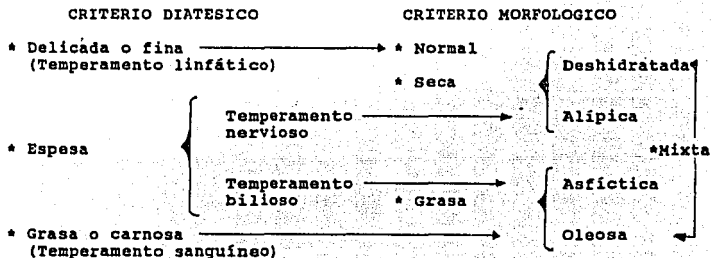 CRITERIO DIATESICO CRITERIO MORFOLOGICO
* Delicada o fina * Normal
(Temperamento linfático) Deshidratada
* Seca
Temperamento Alípica
nervioso
* Espesa *Mixta
Temperamento Asfíctica
bilioso * Grasa
* Grasa o carnosa Oleosa
(Temperamento sanguíneo)